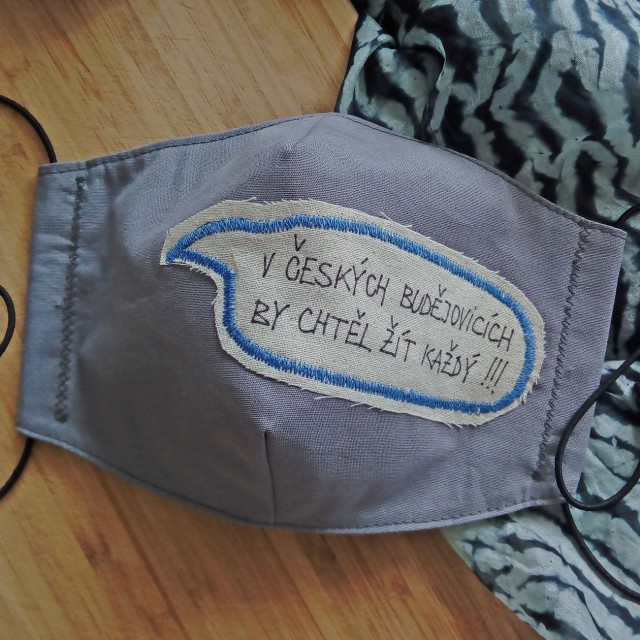 V ČESKÝCH BUDĚJOVICÍCH
BY CHTĚL ŽÍT KAŽDÝ !!!